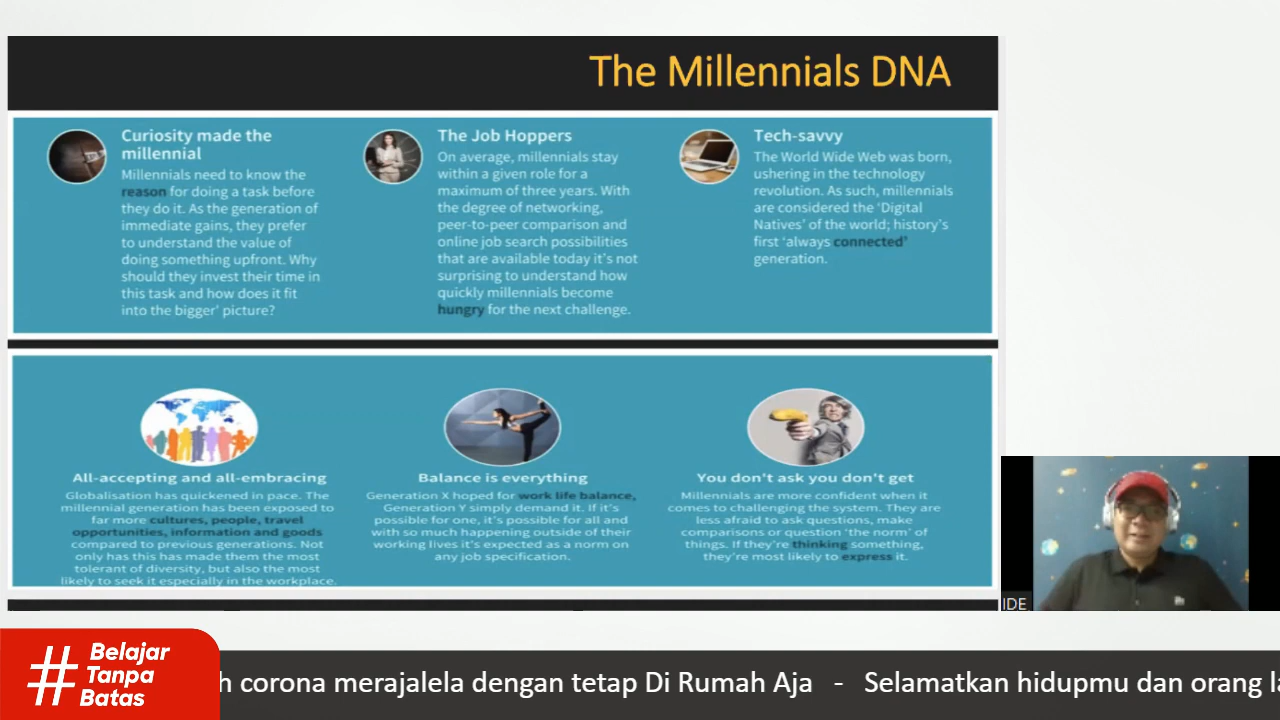 The Millennials DNA
Curiosity made the
millennial
Millennials need to know the
reason for doing a task before
they do it. As the generation of
immediate gains, they prefer
to understand the value of
doing something upfront. Why
should they invest their time in
this task and how does it fit
into the bigger' picture?
The Job Hoppers
On average, millennials stay
within a given role for a
maximum of three years. With
the degree of networking,
peer-to-peer comparison and
online job search possibilities
that are available today it's not
surprising to understand how
quickly millennials become
hungry for the next challenge.
Tech-savvy
The World Wide Web was born,
ushering in the technology
revolution. As such, millennials
are considered the 'Digital
Natives' of the world; history's
first 'always connected'
generation.
All-accepting and all-embracing
Globalisation has quickened in pace. The
millennial generation has been exposed to
far more cultures, people, travel
opportunities, information and goods
compared to previous generations. Not
only has this has made them the most
tolerant of diversity, but also the most
likely to seek it especially in the workplace.
Balance is everything
Generation X hoped for work life balance,
Generation Y simply demand it. If it's
possible for one, it's possible for all and
with so much happening outside of their
working lives it's expected as a norm on
any job specification.
You don't ask you don't get
Millennials are more confident when it
comes to challenging the system. They are
less afraid to ask questions, make
comparisons or question 'the norm' of
things. If they're thinking something,
they're most likely to express it.
IDE
# Belajar
Tanpa
Batas
h corona merajalela dengan tetap Di Rumah Aja - Selamatkan hidupmu dan orang la